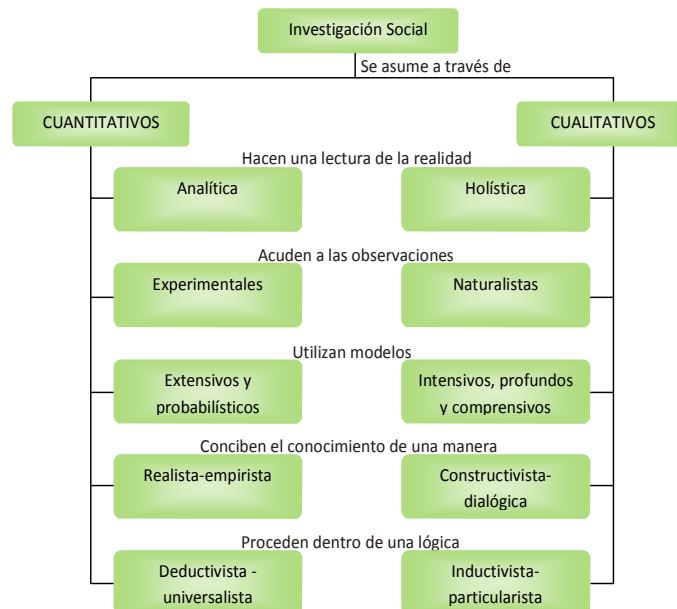 Investigación Social
Se asume a través de
CUANTITATIVOS
CUALITATIVOS
Hacen una lectura de la realidad
Analítica
Holística
Acuden a las observaciones
Experimentales
Naturalistas
Utilizan modelos
Extensivos y
probabilísticos
Intensivos, profundos
y comprensivos
Conciben el conocimiento de una manera
Realista-empirista
Constructivista-
dialógica
Proceden dentro de una lógica
Deductivista -
universalista
Inductivista-
particularista